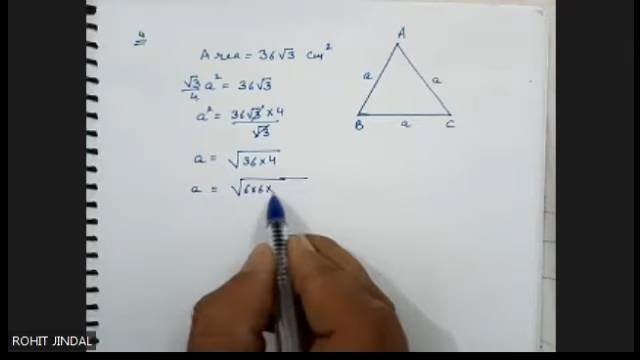 4
Area = 36√3 cm²
√3/4 a² = 36√3
a² = 36√3 × 4 / √3
a = √36 × 4
a = √6×6×
A
a
a
B
a
C
ROHIT JINDAL